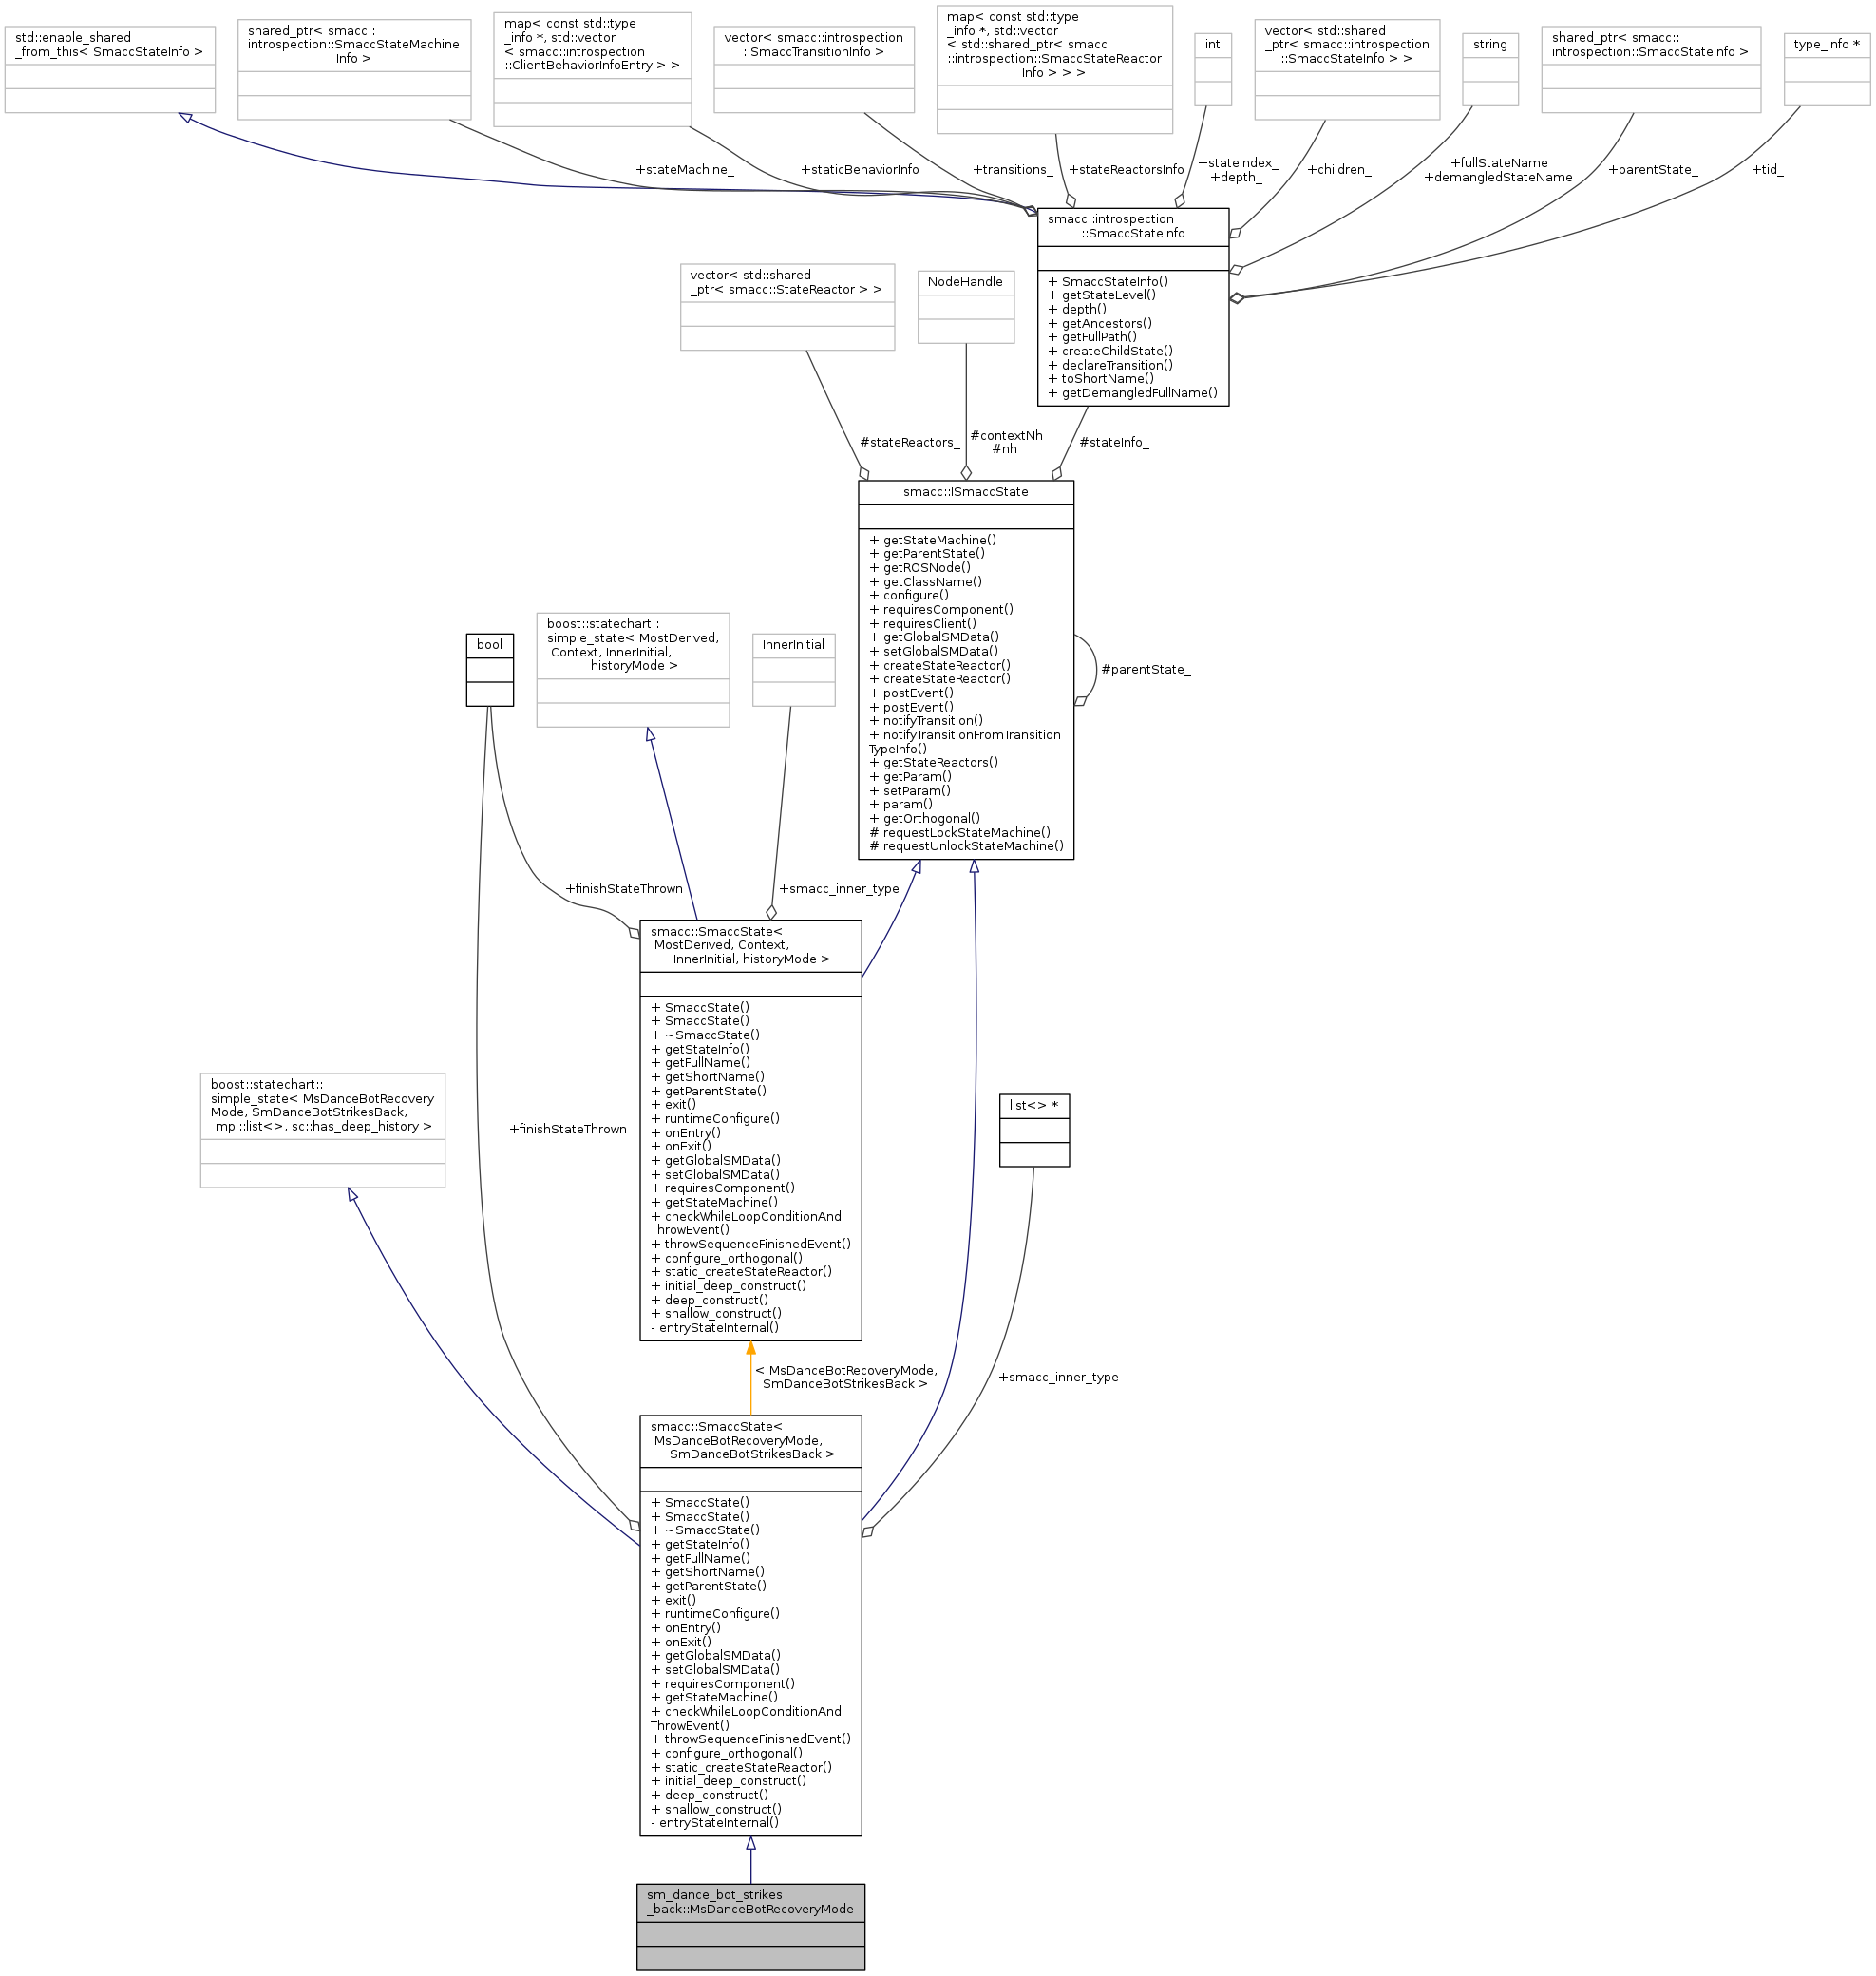 std::enable_shared
_from_this< SmaccStateInfo >
shared_ptr< smacc::
introspection::SmaccStateMachine
Info >
map< const std::type
_info *, std::vector
< smacc::introspection
::ClientBehaviorInfoEntry > >
vector< smacc::introspection
::SmaccTransitionInfo >
map< const std::type
_info *, std::vector
< std::shared_ptr< smacc
::introspection::SmaccStateReactor
Info > > >
int
vector< std::shared
_ptr< smacc::introspection
::SmaccStateInfo > >
string
shared_ptr< smacc::
introspection::SmaccStateInfo >
type_info *
+stateMachine_
+staticBehaviorInfo
+transitions_
+stateReactorsInfo
+stateIndex_
+depth_
+children_
+fullStateName
+demangledStateName
+parentState_
+tid_
smacc::introspection
::SmaccStateInfo
+ SmaccStateInfo()
+ getStateLevel()
+ depth()
+ getAncestors()
+ getFullPath()
+ createChildState()
+ declareTransition()
+ toShortName()
+ getDemangledFullName()
vector< std::shared
_ptr< smacc::StateReactor > >
NodeHandle
#stateReactors_
#contextNh
#nh
#stateInfo_
smacc::ISmaccState
+ getStateMachine()
+ getParentState()
+ getROSNode()
+ getClassName()
+ configure()
+ requiresComponent()
+ requiresClient()
+ getGlobalSMData()
+ setGlobalSMData()
+ createStateReactor()
+ createStateReactor()
+ postEvent()
+ postEvent()
+ notifyTransition()
+ notifyTransitionFromTransition
TypeInfo()
+ getStateReactors()
+ getParam()
+ setParam()
+ param()
+ getOrthogonal()
# requestLockStateMachine()
# requestUnlockStateMachine()
#parentState_
bool
boost::statechart::
simple_state< MostDerived,
Context, InnerInitial,
historyMode >
InnerInitial
+finishStateThrown
+smacc_inner_type
smacc::SmaccState<
MostDerived, Context,
InnerInitial, historyMode >
+ SmaccState()
+ SmaccState()
+ ~SmaccState()
+ getStateInfo()
+ getFullName()
+ getShortName()
+ getParentState()
+ exit()
+ runtimeConfigure()
+ onEntry()
+ onExit()
+ getGlobalSMData()
+ setGlobalSMData()
+ requiresComponent()
+ getStateMachine()
+ checkWhileLoopConditionAnd
ThrowEvent()
+ throwSequenceFinishedEvent()
+ configure_orthogonal()
+ static_createStateReactor()
+ initial_deep_construct()
+ deep_construct()
+ shallow_construct()
- entryStateInternal()
boost::statechart::
simple_state< MsDanceBotRecovery
Mode, SmDanceBotStrikesBack,
mpl::list<>, sc::has_deep_history >
+finishStateThrown
list<> *
< MsDanceBotRecoveryMode,
SmDanceBotStrikesBack >
+smacc_inner_type
smacc::SmaccState<
MsDanceBotRecoveryMode,
SmDanceBotStrikesBack >
+ SmaccState()
+ SmaccState()
+ ~SmaccState()
+ getStateInfo()
+ getFullName()
+ getShortName()
+ getParentState()
+ exit()
+ runtimeConfigure()
+ onEntry()
+ onExit()
+ getGlobalSMData()
+ setGlobalSMData()
+ requiresComponent()
+ getStateMachine()
+ checkWhileLoopConditionAnd
ThrowEvent()
+ throwSequenceFinishedEvent()
+ configure_orthogonal()
+ static_createStateReactor()
+ initial_deep_construct()
+ deep_construct()
+ shallow_construct()
- entryStateInternal()
sm_dance_bot_strikes
_back::MsDanceBotRecoveryMode